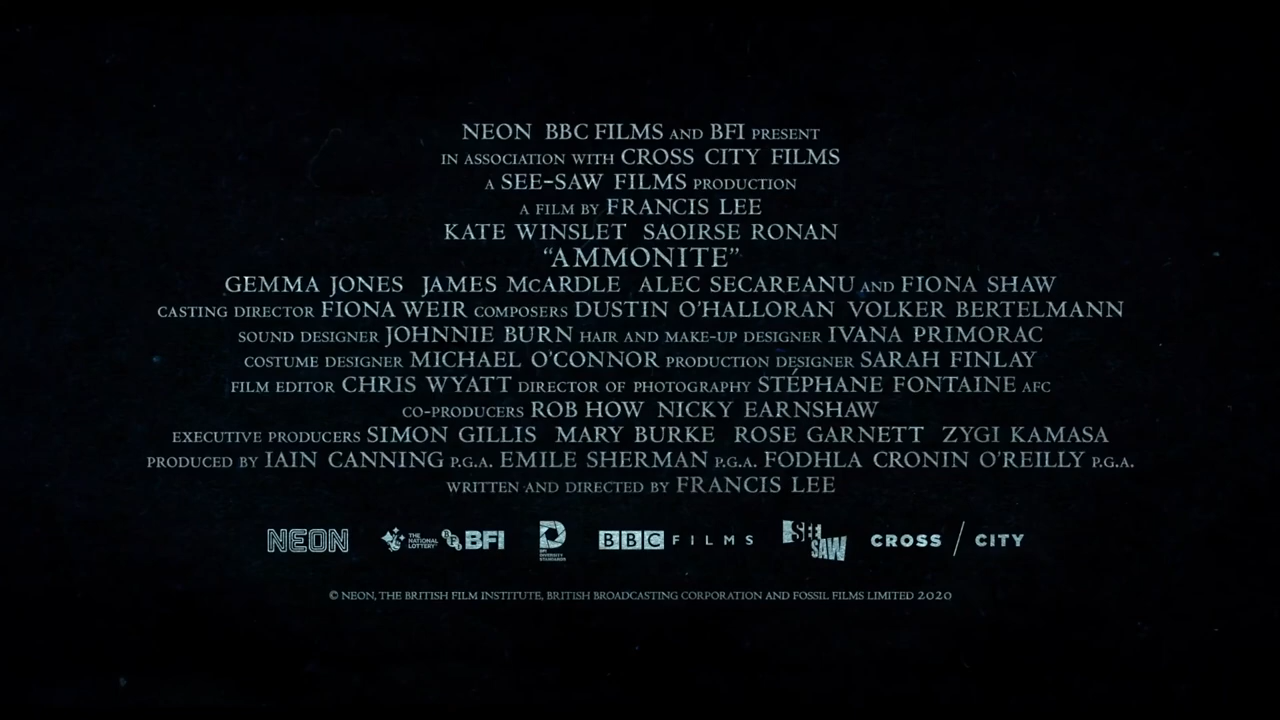 NEON BBC FILMS AND BFI PRESENT
IN ASSOCIATION WITH CROSS CITY FILMS
A SEE-SAW FILMS PRODUCTION
A FILM BY FRANCIS LEE
KATE WINSLET SAOIRSE RONAN
“AMMONITE”
GEMMA JONES JAMES McARDLE ALEC SECAREANU AND FIONA SHAW
CASTING DIRECTOR FIONA WEIR COMPOSERS DUSTIN O'HALLORAN VOLKER BERTELMANN
SOUND DESIGNER JOHNNIE BURN HAIR AND MAKE-UP DESIGNER IVANA PRIMORAC
COSTUME DESIGNER MICHAEL O'CONNOR PRODUCTION DESIGNER SARAH FINLAY
FILM EDITOR CHRIS WYATT DIRECTOR OF PHOTOGRAPHY STÉPHANE FONTAINE AFC
CO-PRODUCERS ROB HOW NICKY EARNSHAW
EXECUTIVE PRODUCERS SIMON GILLIS MARY BURKE ROSE GARNETT ZYGI KAMASA
PRODUCED BY IAIN CANNING P.G.A. EMILE SHERMAN P.G.A. FODHLA CRONIN O'REILLY P.G.A.
WRITTEN AND DIRECTED BY FRANCIS LEE
NEON THE NATIONAL LOTTERY BFI BFI DIVERSITY STANDARDS BBC FILMS SEE SAW CROSS / CITY
© NEON, THE BRITISH FILM INSTITUTE, BRITISH BROADCASTING CORPORATION AND FOSSIL FILMS LIMITED 2020